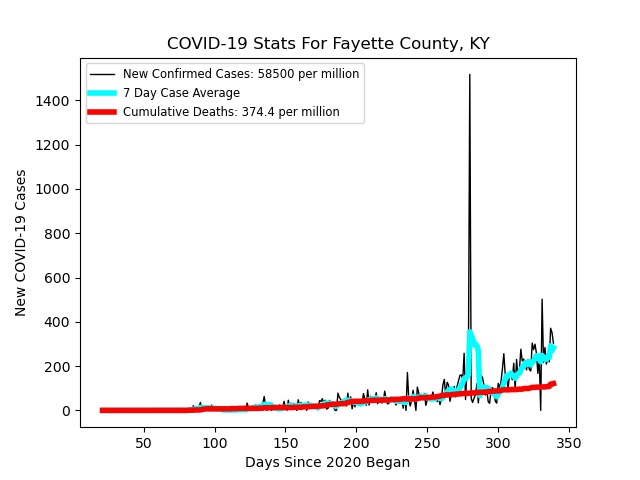 COVID-19 Stats For Fayette County, KY
New Confirmed Cases: 58500 per million
7 Day Case Average
Cumulative Deaths: 374.4 per million
New COVID-19 Cases
1400
1200
1000
800
600
400
200
0
50
100
150
200
250
300
350
Days Since 2020 Began